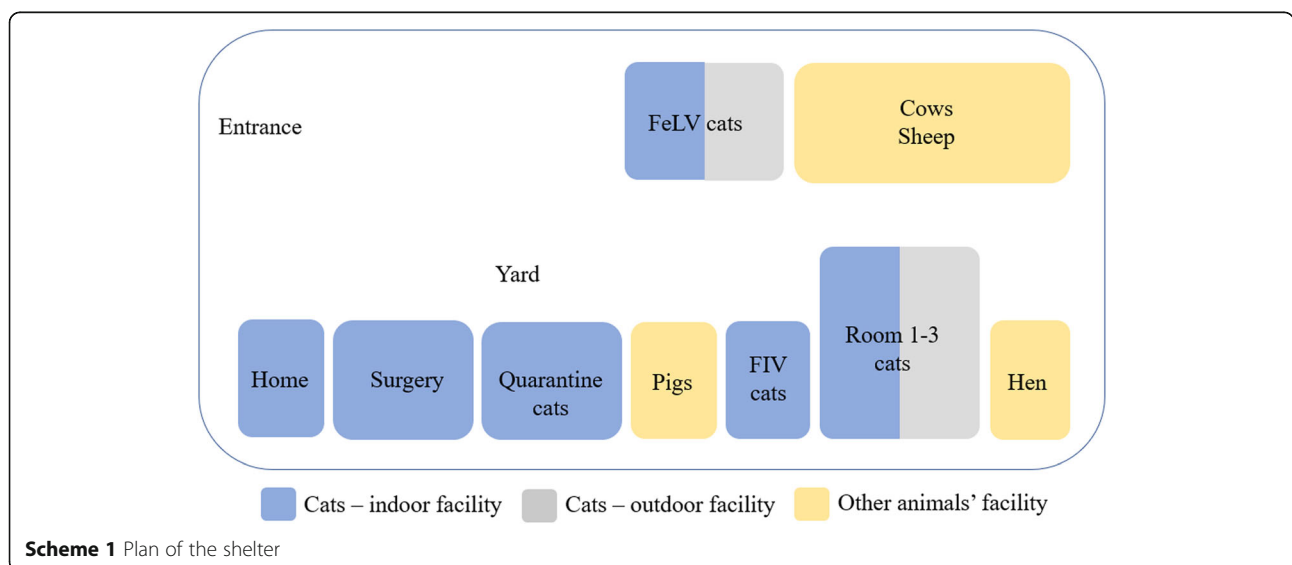 FeLV cats
Cows
Sheep
Entrance
Yard
Home
Surgery
Quarantine
cats
Pigs
FIV
cats
Room 1-3
cats
Hen
Cats – indoor facility
Cats – outdoor facility
Other animals’ facility
Scheme 1 Plan of the shelter